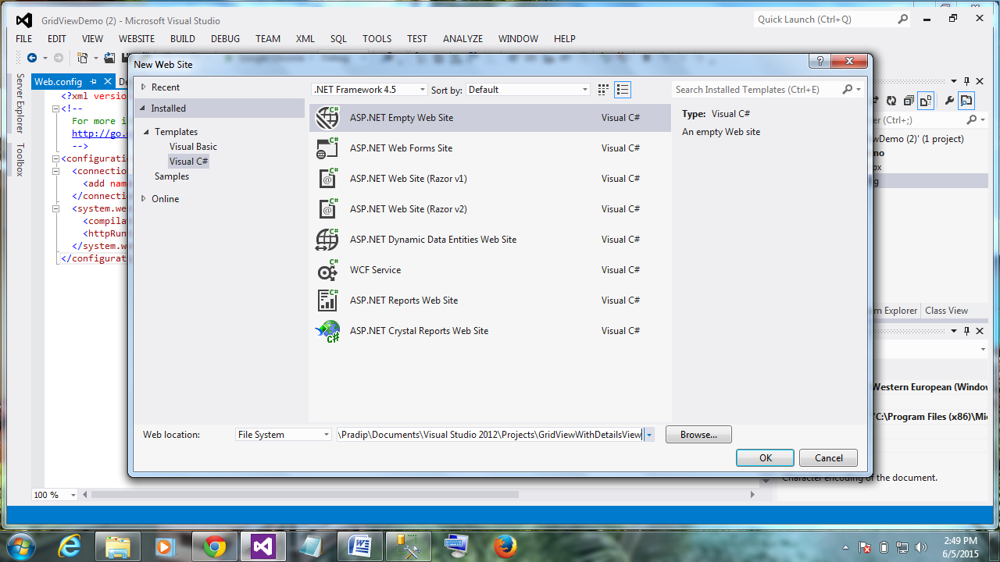 GridViewDemo (2) - Microsoft Visual Studio
Quick Launch (Ctrl+Q)
FILE EDIT VIEW WEBSITE BUILD DEBUG TEAM XML SQL TOOLS TEST ANALYZE WINDOW HELP
New Web Site
Server Explorer
Toolbox
Web.config
<?xml versio
<!--
For more i
http://go.
-->
<configurat
<connectio
<add nam
</connecti
<system.we
<compila
<httpRun
</system.w
</configurat
100 %
Recent
Installed
Templates
Visual Basic
Visual C#
Samples
Online
.NET Framework 4.5
Sort by: Default
Search Installed Templates (Ctrl+E)
ASP.NET Empty Web Site Visual C#
ASP.NET Web Forms Site Visual C#
ASP.NET Web Site (Razor v1) Visual C#
ASP.NET Web Site (Razor v2) Visual C#
ASP.NET Dynamic Data Entities Web Site Visual C#
WCF Service Visual C#
ASP.NET Reports Web Site Visual C#
ASP.NET Crystal Reports Web Site Visual C#
Type: Visual C#
An empty Web site
Web location: File System \Pradip\Documents\Visual Studio 2012\Projects\GridViewWithDetailsView Browse...
OK Cancel
er (Ctrl+;)
ewDemo (2)' (1 project)
m Explorer Class View
Western European (Window
"C:\Program Files (x86)\Mic
Character encoding of the document.
2:49 PM
6/5/2015